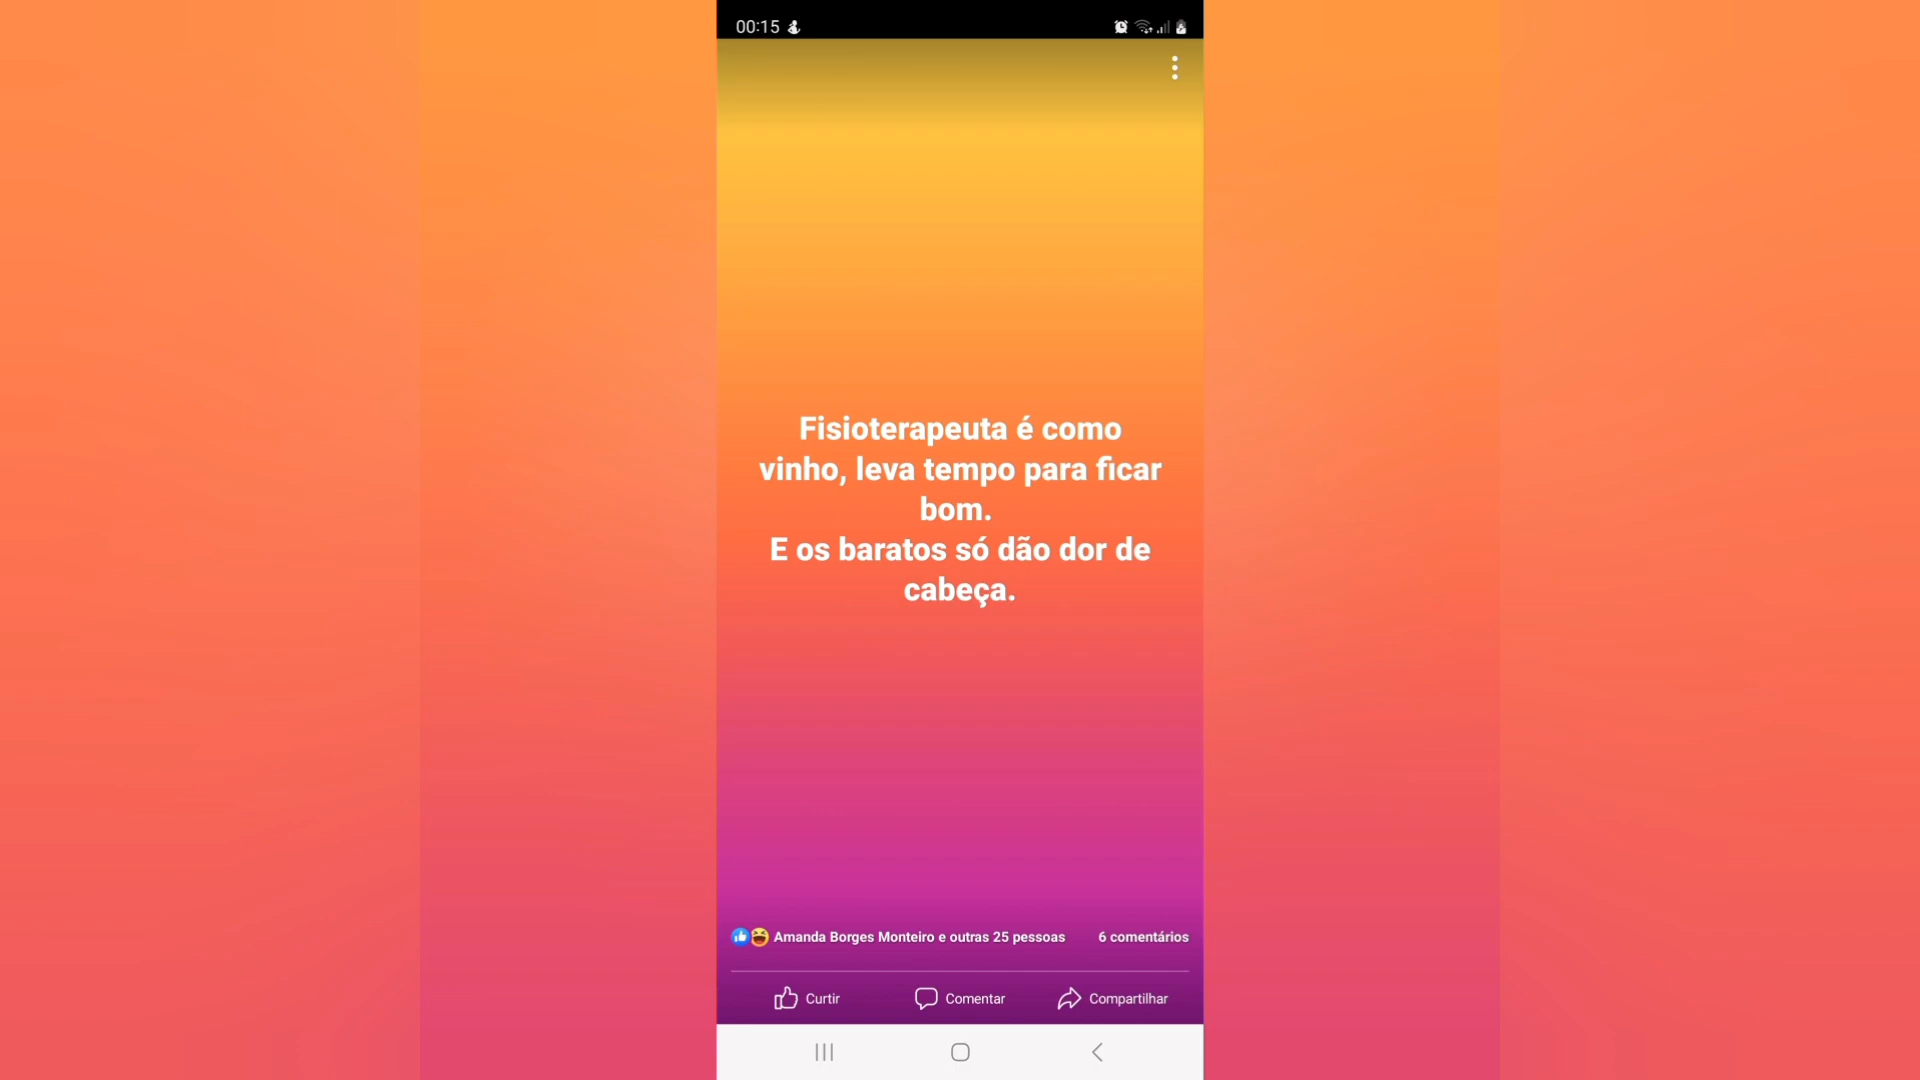 00:15
Fisioterapeuta é como
vinho, leva tempo para ficar
bom.
E os baratos só dão dor de
cabeça.
Amanda Borges Monteiro e outras 25 pessoas 6 comentários
Curtir Comentar Compartilhar